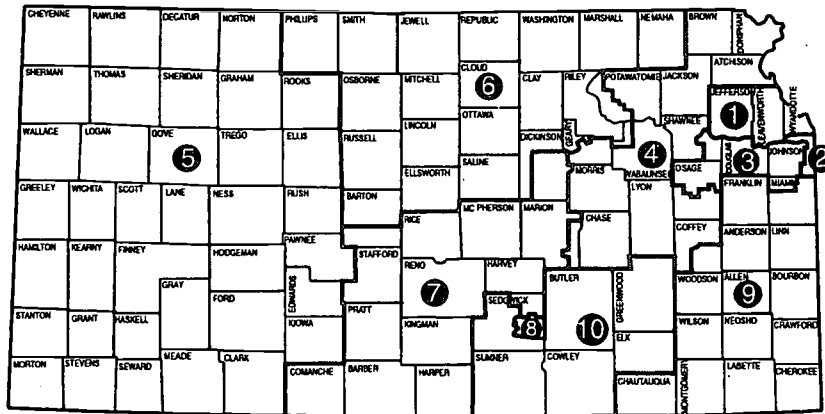 CHEYENNE RAWLINS DECATUR MORTON PHILLIPS SMITH JEWELL REPUBLIC WASHINGTON MARSHALL NEMAHA BROWN DONIPHAN
ATCHISON
SHERMAN THOMAS SHERIDAN GRAHAM ROOKS OSBORNE MITCHELL CLOUD CLAY RILEY POTAWATOMIE JACKSON
6 JEFFERSON LEAVENWORTH WYANDOTTE
1
WALLACE LOGAN GOVE TREGO ELLIS RUSSELL LINCOLN OTTAWA DICKINSON GEARY SHAWNEE
5 4 DOUGLAS 3 JOHNSON 2
ELLSWORTH SALINE MORRIS WABAUNSEE OSAGE
GREELEY WICHITA SCOTT LANE NESS RUSH BARTON LYON FRANKLIN MIAMI
RICE MC PHERSON MARION CHASE
COFFEY ANDERSON LINN
HAMILTON KEARNY FINNEY HODGEMAN PAWNEE STAFFORD
RENO HARVEY BUTLER GREENWOOD WOODSON ALLEN BOURBON
GRAY EDWARDS 7 SEDGWICK 9
FORD PRATT 8 10
STANTON GRANT HASKELL KIOWA KINGMAN WILSON NEOSHO CRAWFORD
ELK
MORTON STEVENS SEWARD MEADE CLARK COMANCHE BARBER HARPER SUMNER COWLEY CHAUTAUQUA MONTGOMERY LABETTE CHEROKEE